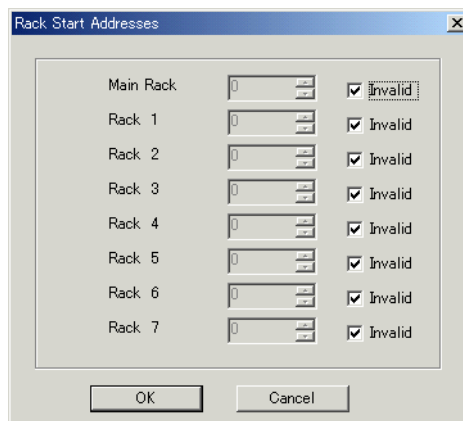 Rack Start Addresses
Main Rack 0 Invalid
Rack 1 0 Invalid
Rack 2 0 Invalid
Rack 3 0 Invalid
Rack 4 0 Invalid
Rack 5 0 Invalid
Rack 6 0 Invalid
Rack 7 0 Invalid
OK Cancel